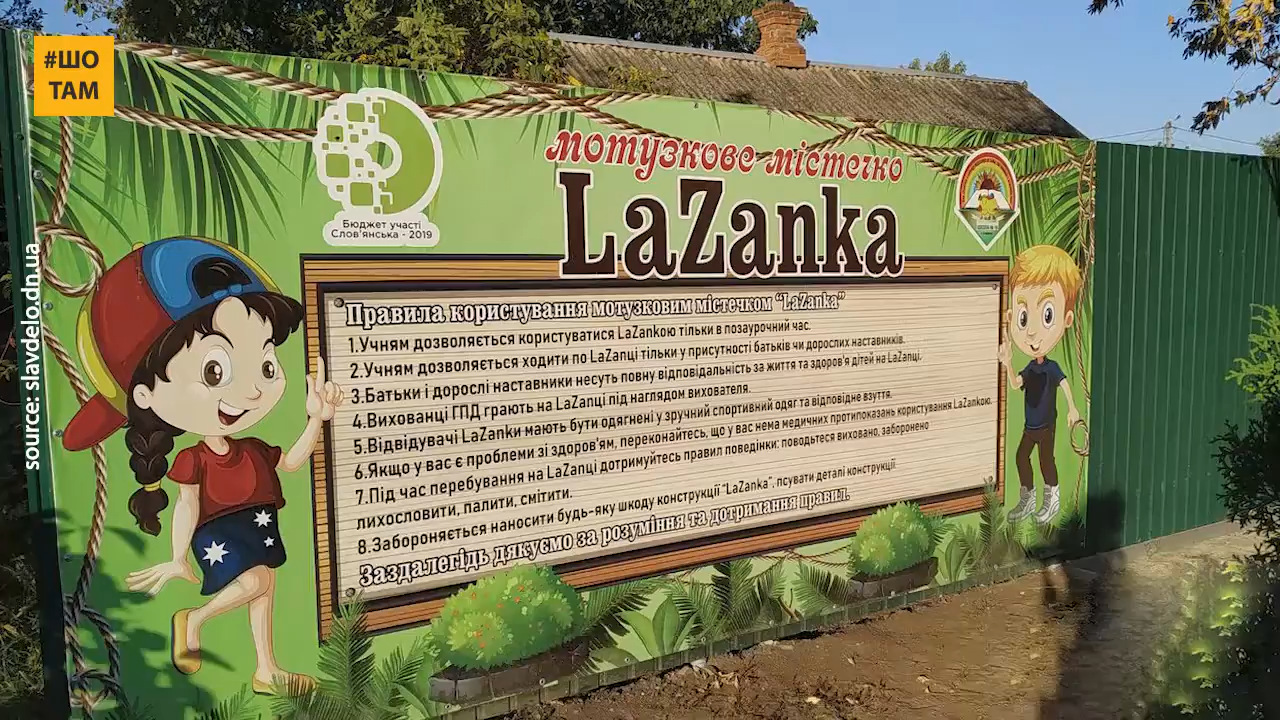 #ШО
ТАМ
source: slavdelo.dn.ua
Бюджет участі
Слов'янська - 2019
мотузкове містечко
LaZanka
Правила користування мотузковим містечком "LaZanka"
1.Учням дозволяється користуватися LaZankою тільки в позаурочний час.
2.Учням дозволяється ходити по LaZanці тільки у присутності батьків чи дорослих наставників.
3.Батьки і дорослі наставники несуть повну відповідальність за життя та здоров'я дітей на LaZanці.
4.Вихованці ГПД грають на LaZanці під наглядом вихователя.
5.Відвідувачі LaZankи мають бути одягнені у зручний спортивний одяг та відповідне взуття.
6.Якщо у вас є проблеми зі здоров'ям, переконайтесь, що у вас нема медичних протипоказань користування LaZankою.
7.Під час перебування на LaZanці дотримуйтесь правил поведінки: поводьтеся виховано, заборонено
лихословити, палити, смітити.
8.Забороняється наносити будь-яку шкоду конструкції "LaZanka", псувати деталі конструкції
Заздалегідь дякуємо за розуміння та дотримання правил.